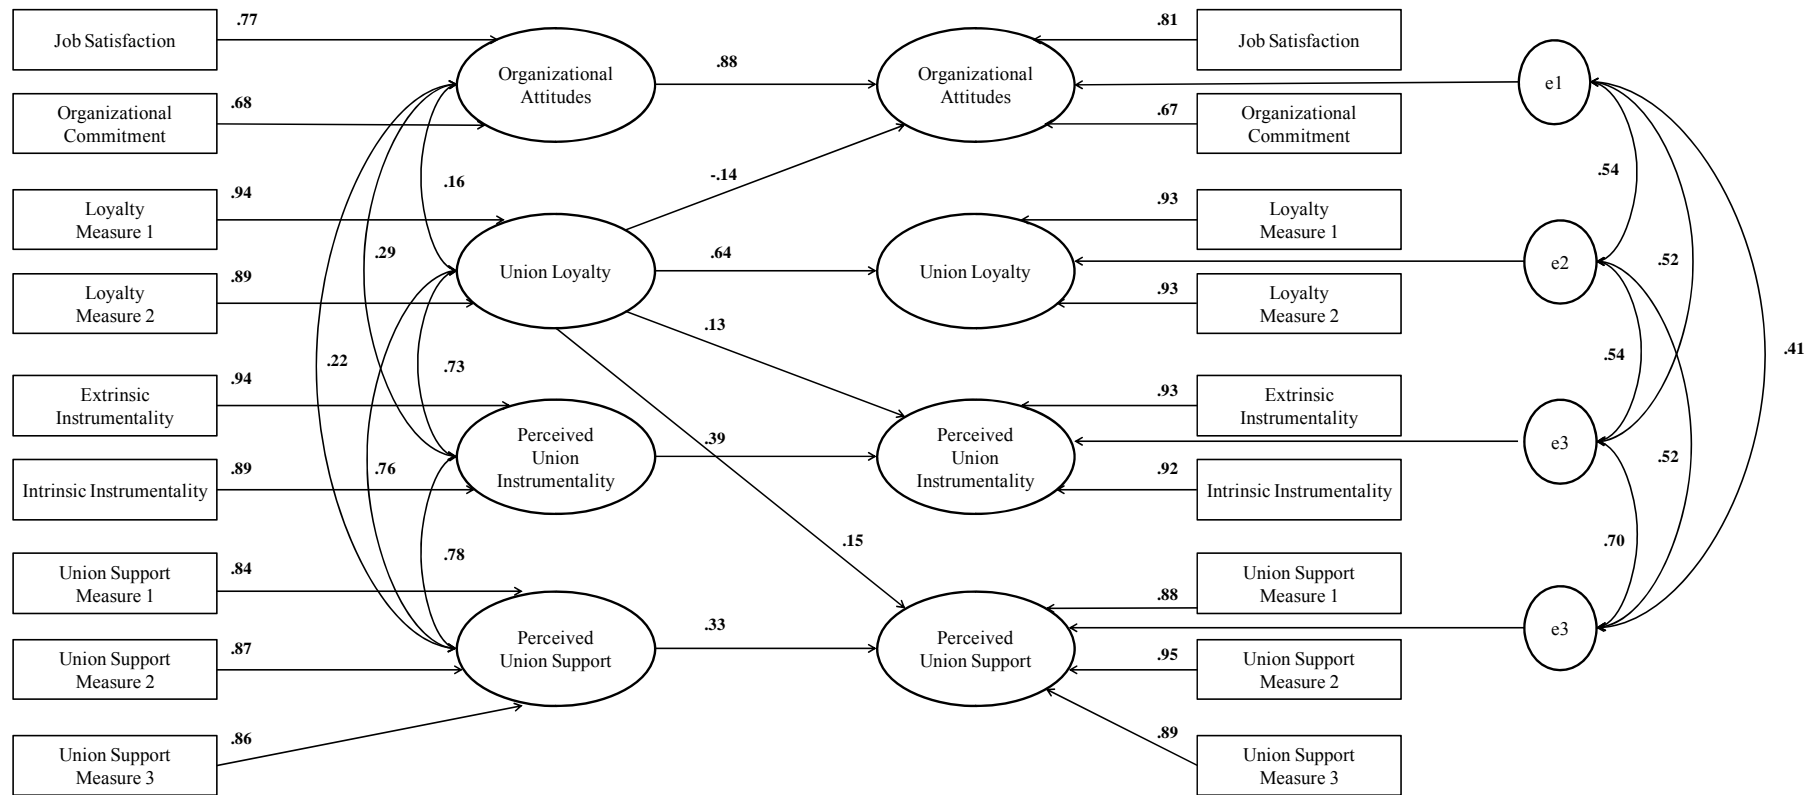 .77
Job Satisfaction
.68
Organizational
Commitment
.94
Loyalty
Measure 1
.89
Loyalty
Measure 2
.94
Extrinsic
Instrumentality
.89
Intrinsic Instrumentality
.84
Union Support
Measure 1
.87
Union Support
Measure 2
.86
Union Support
Measure 3
.16
.29
.22
.73
.76
.78
Organizational
Attitudes
Union Loyalty
Perceived
Union
Instrumentality
Perceived
Union Support
.88
-.14
.64
.13
.39
.15
.33
Organizational
Attitudes
Union Loyalty
Perceived
Union
Instrumentality
Perceived
Union Support
.81
Job Satisfaction
.67
Organizational
Commitment
.93
Loyalty
Measure 1
.93
Loyalty
Measure 2
.93
Extrinsic
Instrumentality
.92
Intrinsic Instrumentality
.88
Union Support
Measure 1
.95
Union Support
Measure 2
.89
Union Support
Measure 3
e1
e2
e3
e3
.54
.52
.41
.54
.52
.70